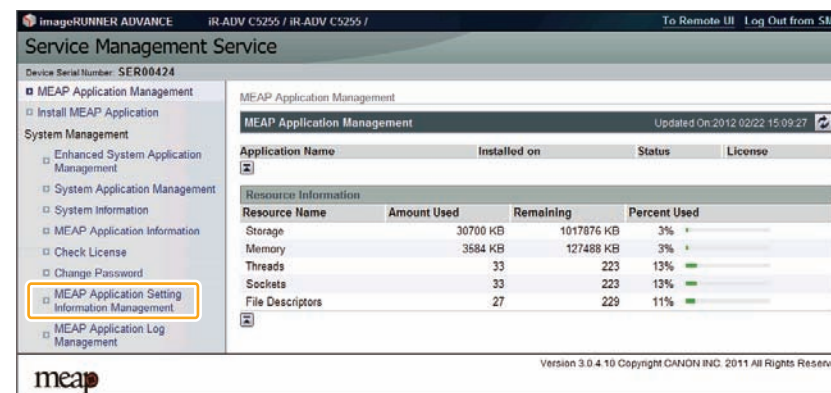 imageRUNNER ADVANCE iR-ADV C5255 / iR-ADV C5255 / To Remote UI Log Out from
Service Management Service
Device Serial Number: SER00424
MEAP Application Management
Install MEAP Application
System Management
Enhanced System Application
Management
System Application Management
System Information
MEAP Application Information
Check License
Change Password
MEAP Application Setting
Information Management
MEAP Application Log
Management
MEAP Application Management
MEAP Application Management Updated On:2012 02/22 15:09:27
Application Name Installed on Status License
Resource Information
Resource Name Amount Used Remaining Percent Used
Storage 30700 KB 1017876 KB 3%
Memory 3584 KB 127488 KB 3%
Threads 33 223 13%
Sockets 33 223 13%
File Descriptors 27 229 11%
Version 3.0.4.10 Copyright CANON INC. 2011 All Rights Reserv
meap